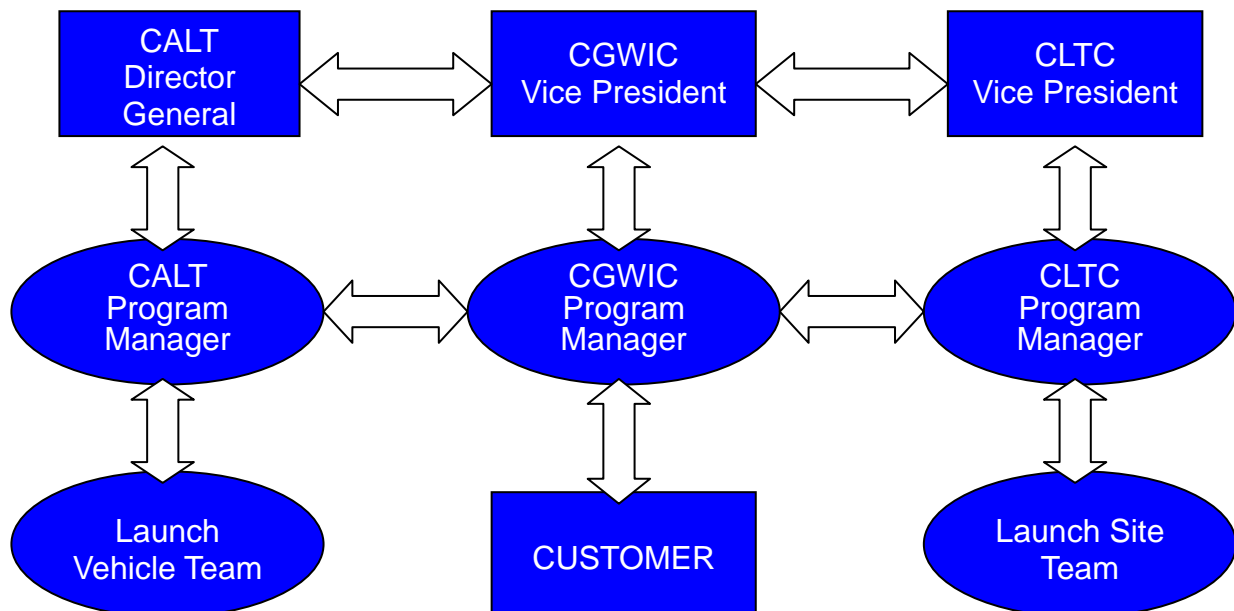 CALT
Director
General
CGWIC
Vice President
CLTC
Vice President
CALT
Program
Manager
CGWIC
Program
Manager
CLTC
Program
Manager
Launch
Vehicle Team
CUSTOMER
Launch Site
Team